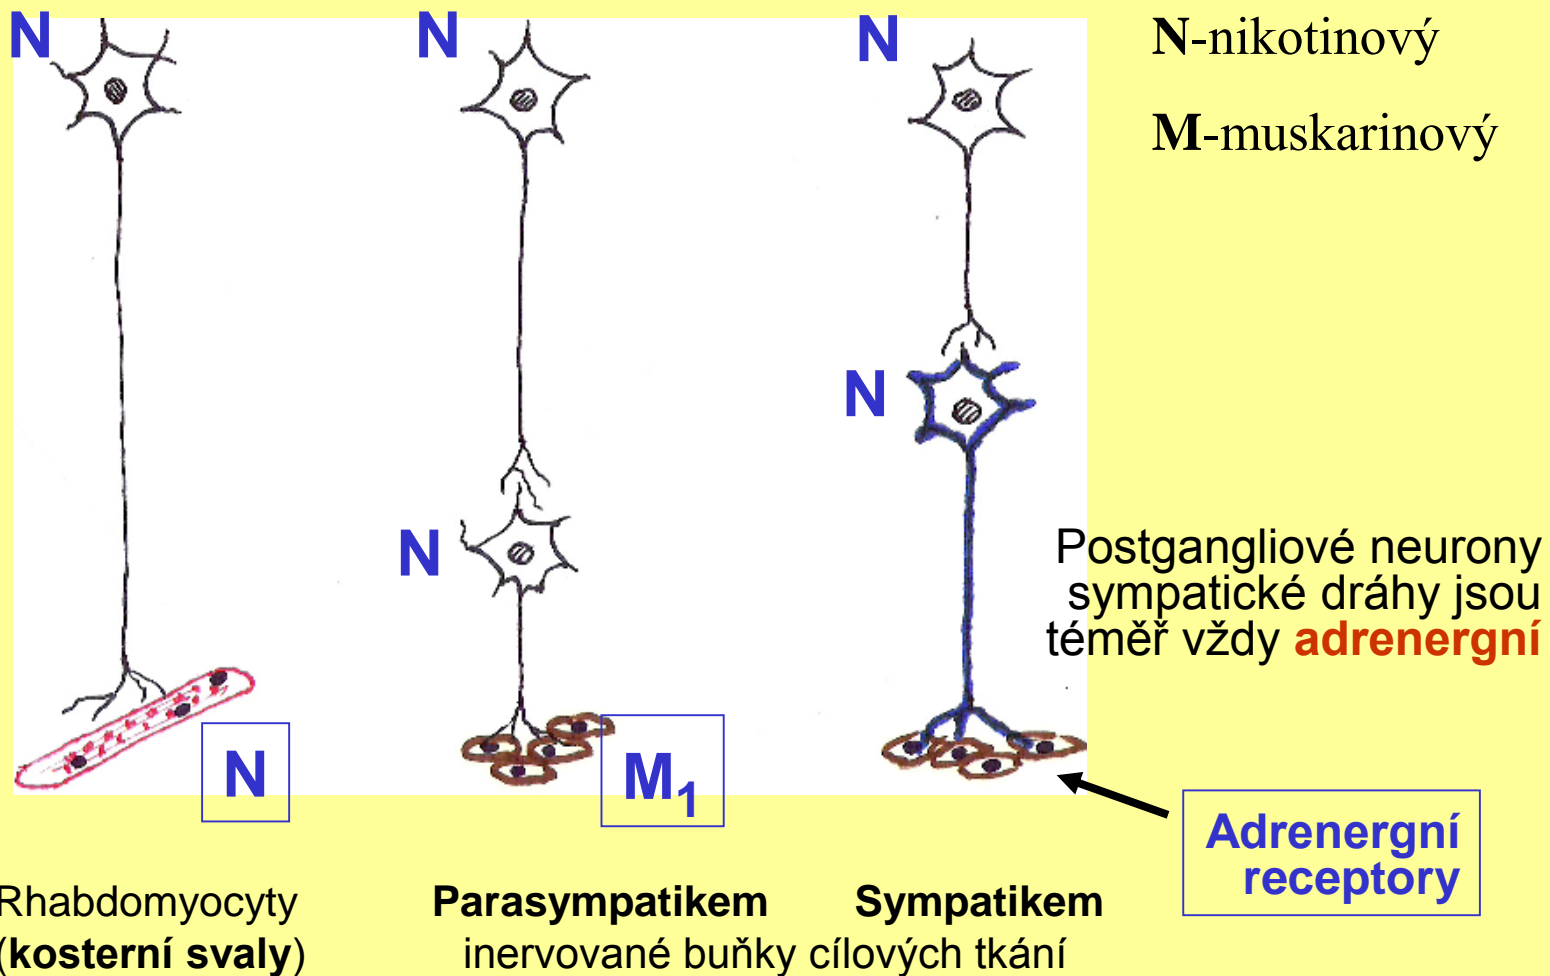 N
N
N
N-nikotinový
M-muskarinový
N
N
Postgangliové neurony
sympatické dráhy jsou
téměř vždy adrenergní
N
M₁
Adrenergní
receptory
Rhabdomyocyty
(kosterní svaly)
Parasympatikem Sympatikem
inervované buňky cílových tkání